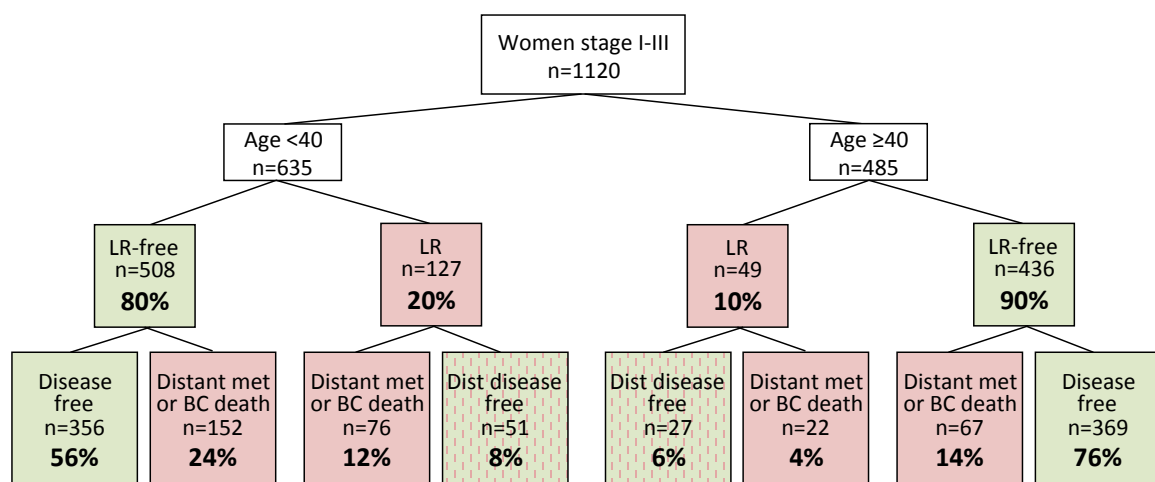 Women stage I-III
n=1120
Age <40
n=635
Age ≥40
n=485
LR-free
n=508
80%
LR
n=127
20%
LR
n=49
10%
LR-free
n=436
90%
Disease
free
n=356
56%
Distant met
or BC death
n=152
24%
Distant met
or BC death
n=76
12%
Dist disease
free
n=51
8%
Dist disease
free
n=27
6%
Distant met
or BC death
n=22
4%
Distant met
or BC death
n=67
14%
Disease
free
n=369
76%